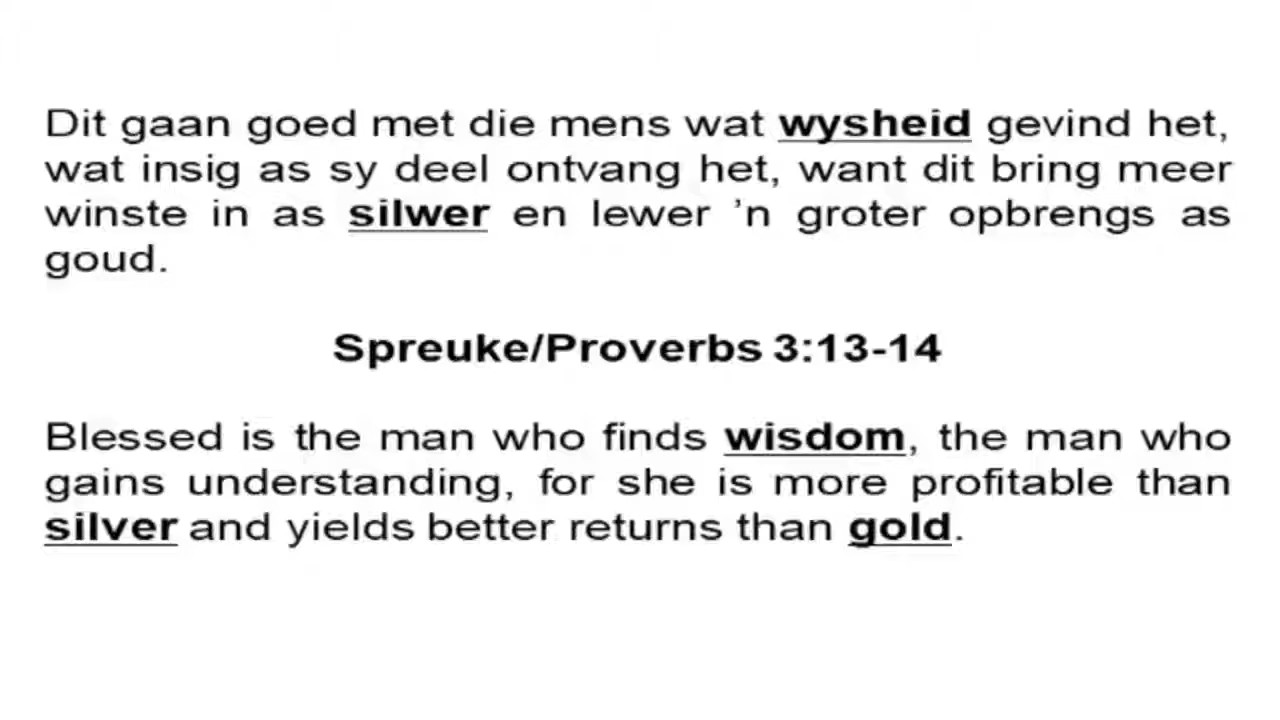 Dit gaan goed met die mens wat wysheid gevind het,
wat insig as sy deel ontvang het, want dit bring meer
winste in as silwer en lewer ’n groter opbrengs as
goud.
Spreuke/Proverbs 3:13-14
Blessed is the man who finds wisdom, the man who
gains understanding, for she is more profitable than
silver and yields better returns than gold.